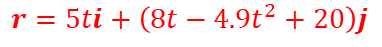 r = 5ti + (8t − 4.9t² + 20)j